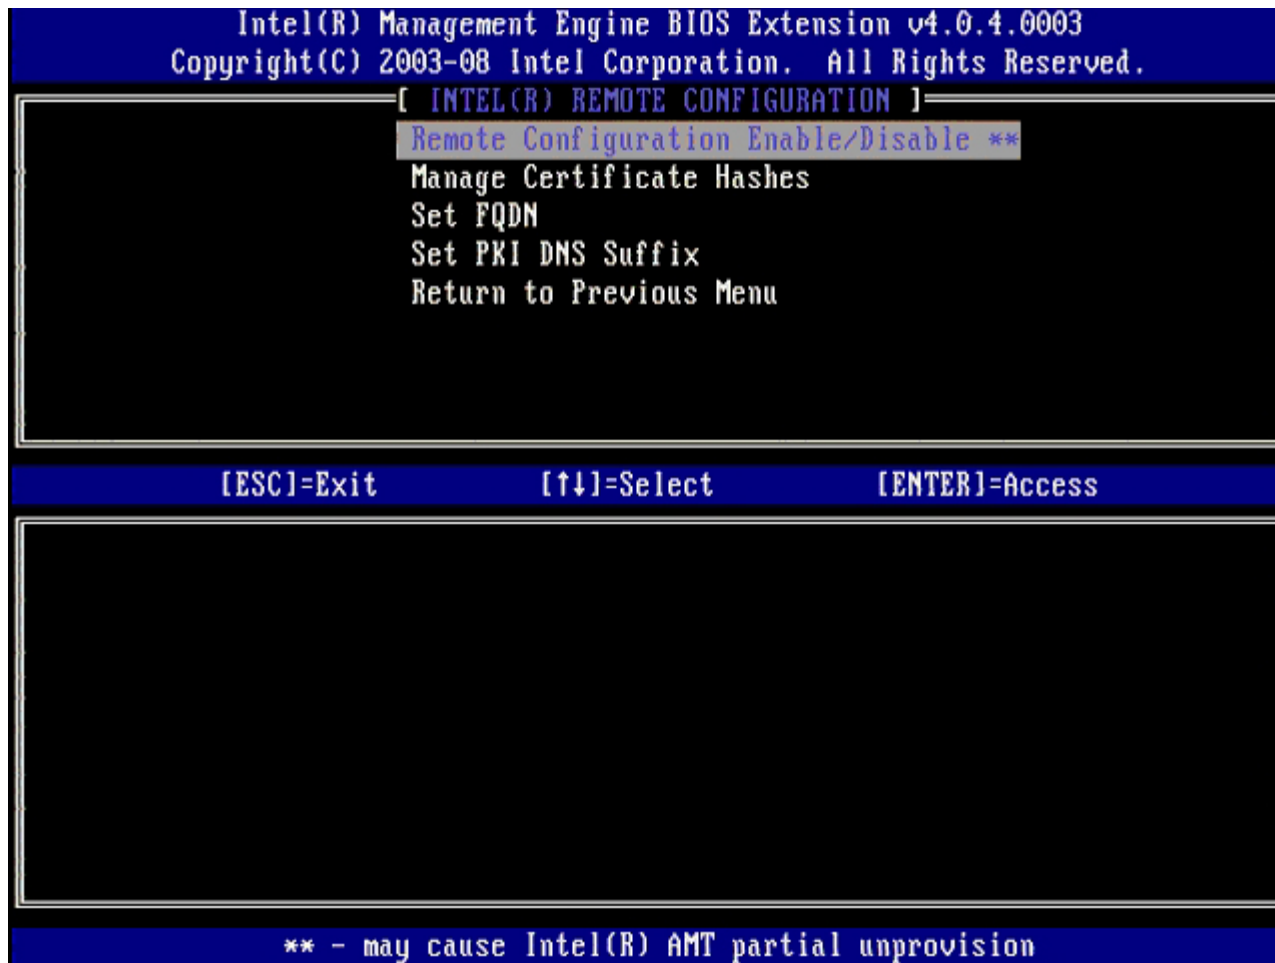 Intel(R) Management Engine BIOS Extension v4.0.4.0003
Copyright(C) 2003-08 Intel Corporation. All Rights Reserved.
[ INTEL(R) REMOTE CONFIGURATION ]
Remote Configuration Enable/Disable **
Manage Certificate Hashes
Set FQDN
Set PKI DNS Suffix
Return to Previous Menu
[ESC]=Exit [↑↓]=Select [ENTER]=Access
** - may cause Intel(R) AMT partial unprovision